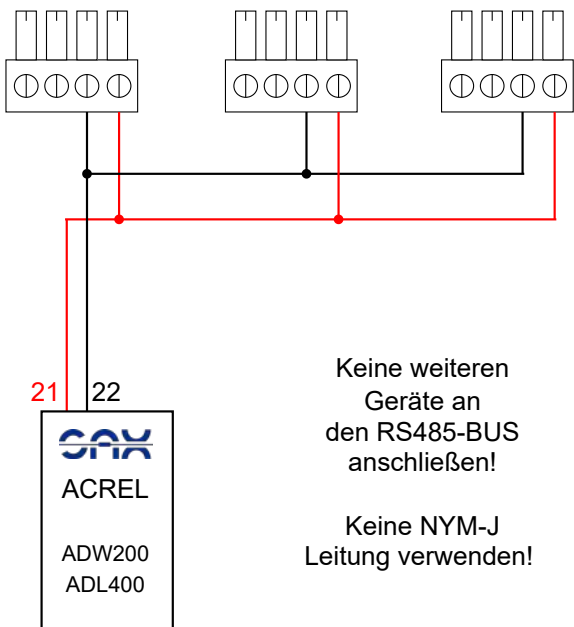 21 22
SAX
ACREL
ADW200
ADL400
Keine weiteren
Geräte an
den RS485-BUS
anschließen!
Keine NYM-J
Leitung verwenden!